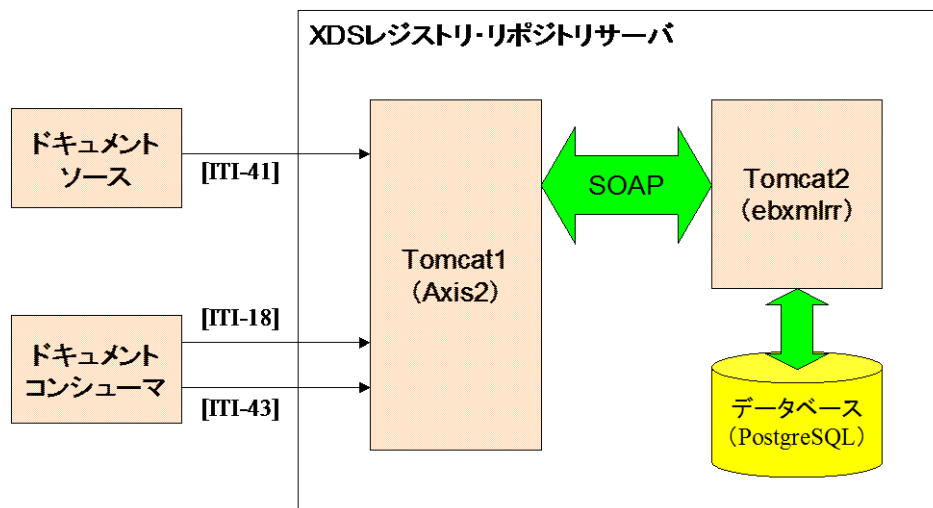 XDSレジストリ・リポジトリサーバ
ドキュメント
ソース
[ITI-41]
ドキュメント
コンシューマ
[ITI-18]
[ITI-43]
Tomcat1
（Axis2）
SOAP
Tomcat2
（ebxmlrr）
データベース
（PostgreSQL）